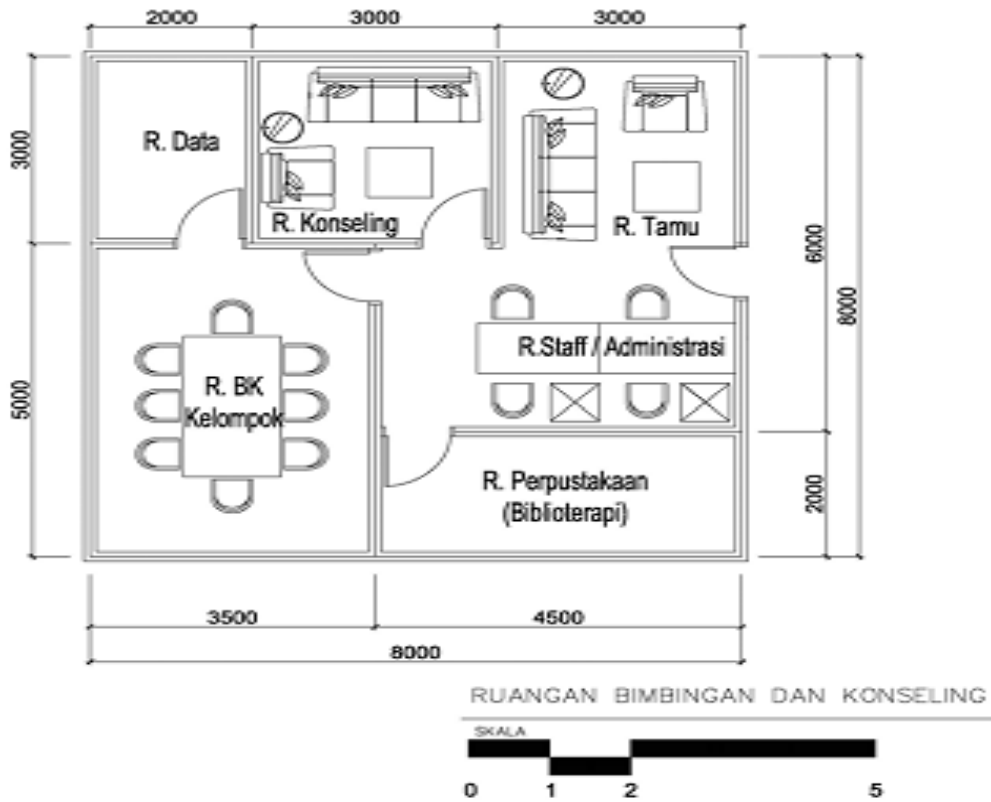 2000
3000
3000
R. Data
3000
R. Konseling
R. Tamu
6000
8000
R.Staff / Administrasi
5000
R. BK
Kelompok
R. Perpustakaan
(Biblioterapi)
2000
3500
4500
8000
RUANGAN BIMBINGAN DAN KONSELING
SKALA
0 1 2 5